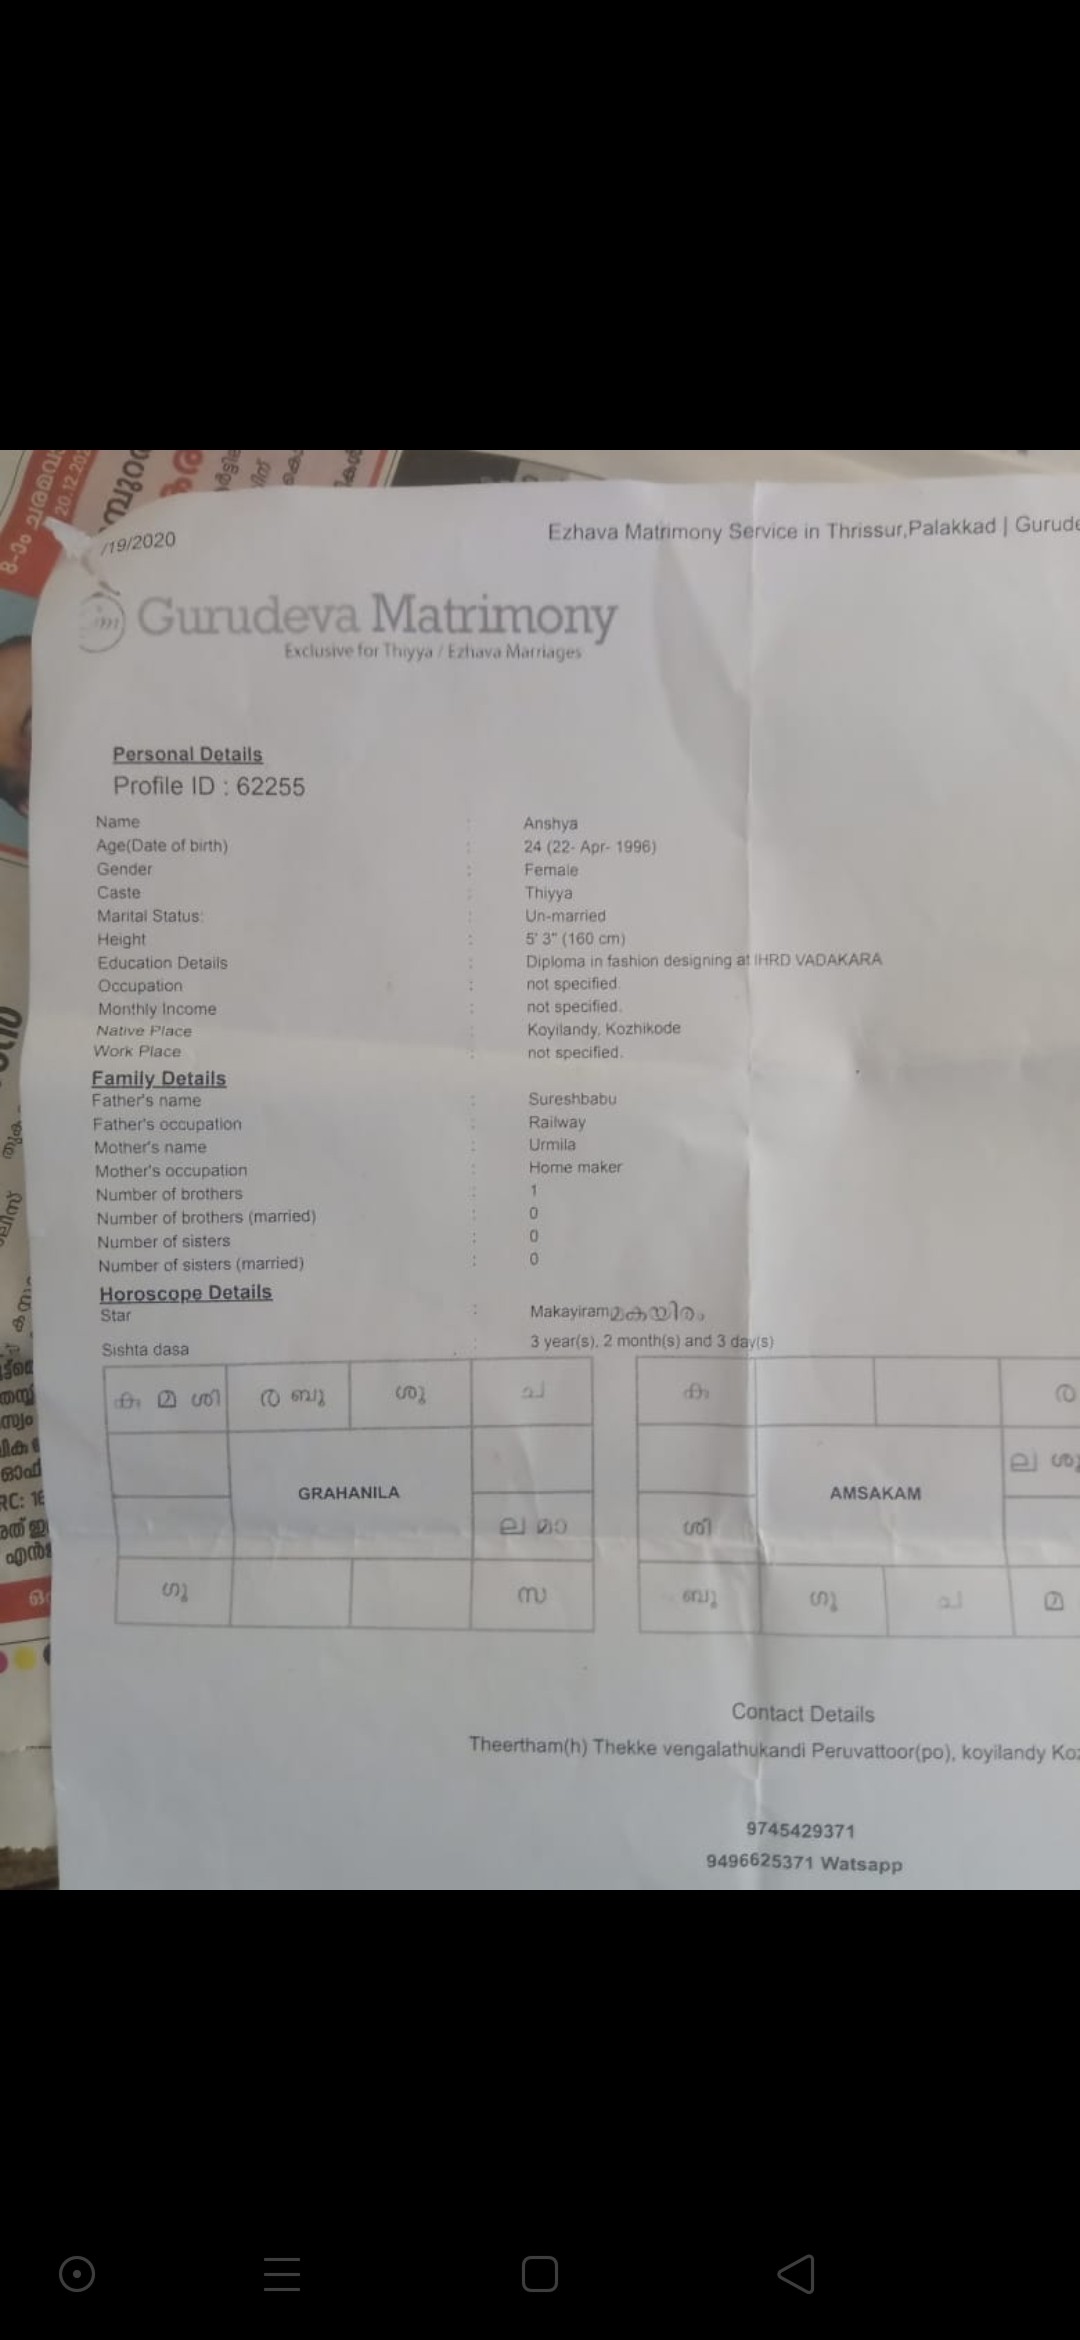 /19/2020
Ezhava Matrimony Service in Thrissur,Palakkad | Gurude
Gurudeva Matrimony
Exclusive for Thiyya / Ezhava Marriages
Personal Details
Profile ID : 62255
Name : Anshya
Age(Date of birth) : 24 (22- Apr- 1996)
Gender : Female
Caste : Thiyya
Marital Status: : Un-married
Height : 5' 3" (160 cm)
Education Details : Diploma in fashion designing at IHRD VADAKARA
Occupation : not specified.
Monthly Income : not specified.
Native Place : Koyilandy, Kozhikode
Work Place : not specified.
Family Details
Father's name : Sureshbabu
Father's occupation : Railway
Mother's name : Urmila
Mother's occupation : Home maker
Number of brothers : 1
Number of brothers (married) : 0
Number of sisters : 0
Number of sisters (married) : 0
Horoscope Details
Star : Makayiram മകയിരം
Sishta dasa : 3 year(s), 2 month(s) and 3 day(s)
ക മ ശി ര ബു ശു ച
GRAHANILA
ല മാ
ഗു സ
ക ര
ല ശു
AMSAKAM
ശി
ബു ഗു ച മ
Contact Details
Theertham(h) Thekke vengalathukandi Peruvattoor(po), koyilandy Koz
9745429371
9496625371 Watsapp